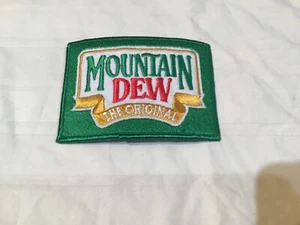 MOUNTAIN
DEW
THE ORIGINAL